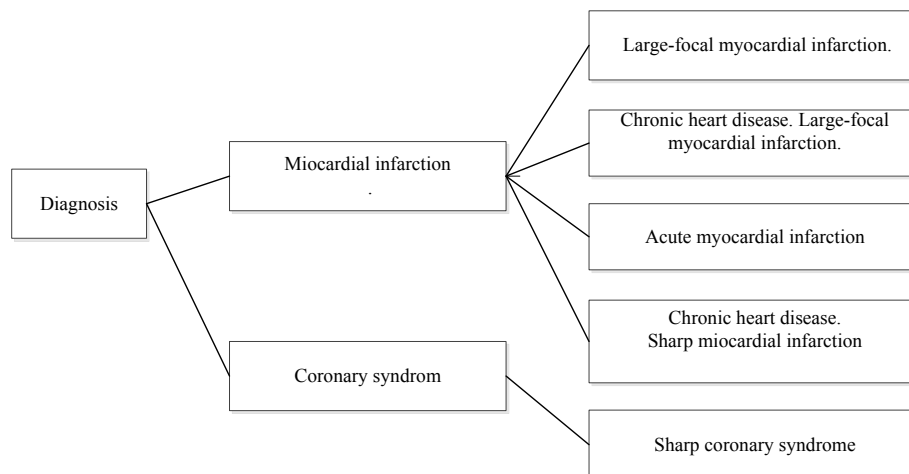 Large-focal myocardial infarction.
Chronic heart disease. Large-focal
myocardial infarction.
Miocardial infarction
.
Diagnosis
Acute myocardial infarction
Chronic heart disease.
Sharp miocardial infarction
Coronary syndrom
Sharp coronary syndrome